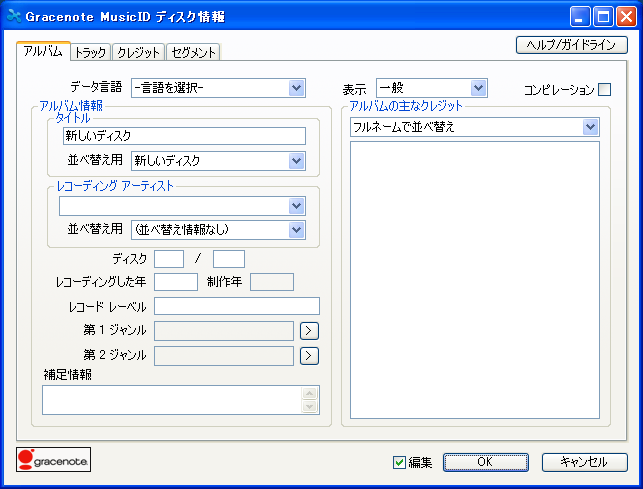 Gracenote MusicID ディスク情報
アルバム トラック クレジット セグメント
ヘルプ/ガイドライン
データ言語 -言語を選択-
表示 一般 コンピレーション
アルバム情報
タイトル
新しいディスク
並べ替え用 新しいディスク
レコーディング アーティスト
並べ替え用 (並べ替え情報なし)
ディスク /
レコーディングした年 制作年
レコード レーベル
第1ジャンル >
第2ジャンル >
補足情報
アルバムの主なクレジット
フルネームで並べ替え
gracenote.
編集 OK キャンセル